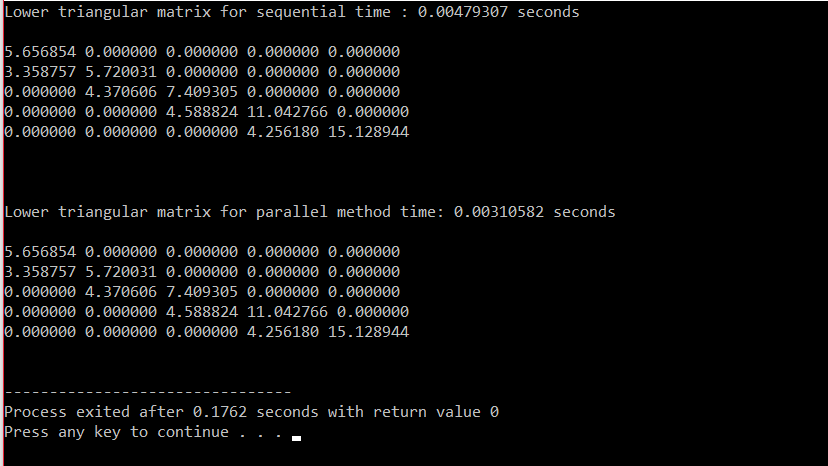 Lower triangular matrix for sequential time : 0.00479307 seconds
5.656854 0.000000 0.000000 0.000000 0.000000
3.358757 5.720031 0.000000 0.000000 0.000000
0.000000 4.370606 7.409305 0.000000 0.000000
0.000000 0.000000 4.588824 11.042766 0.000000
0.000000 0.000000 0.000000 4.256180 15.128944
Lower triangular matrix for parallel method time: 0.00310582 seconds
5.656854 0.000000 0.000000 0.000000 0.000000
3.358757 5.720031 0.000000 0.000000 0.000000
0.000000 4.370606 7.409305 0.000000 0.000000
0.000000 0.000000 4.588824 11.042766 0.000000
0.000000 0.000000 0.000000 4.256180 15.128944
--------------------------------
Process exited after 0.1762 seconds with return value 0
Press any key to continue . . .